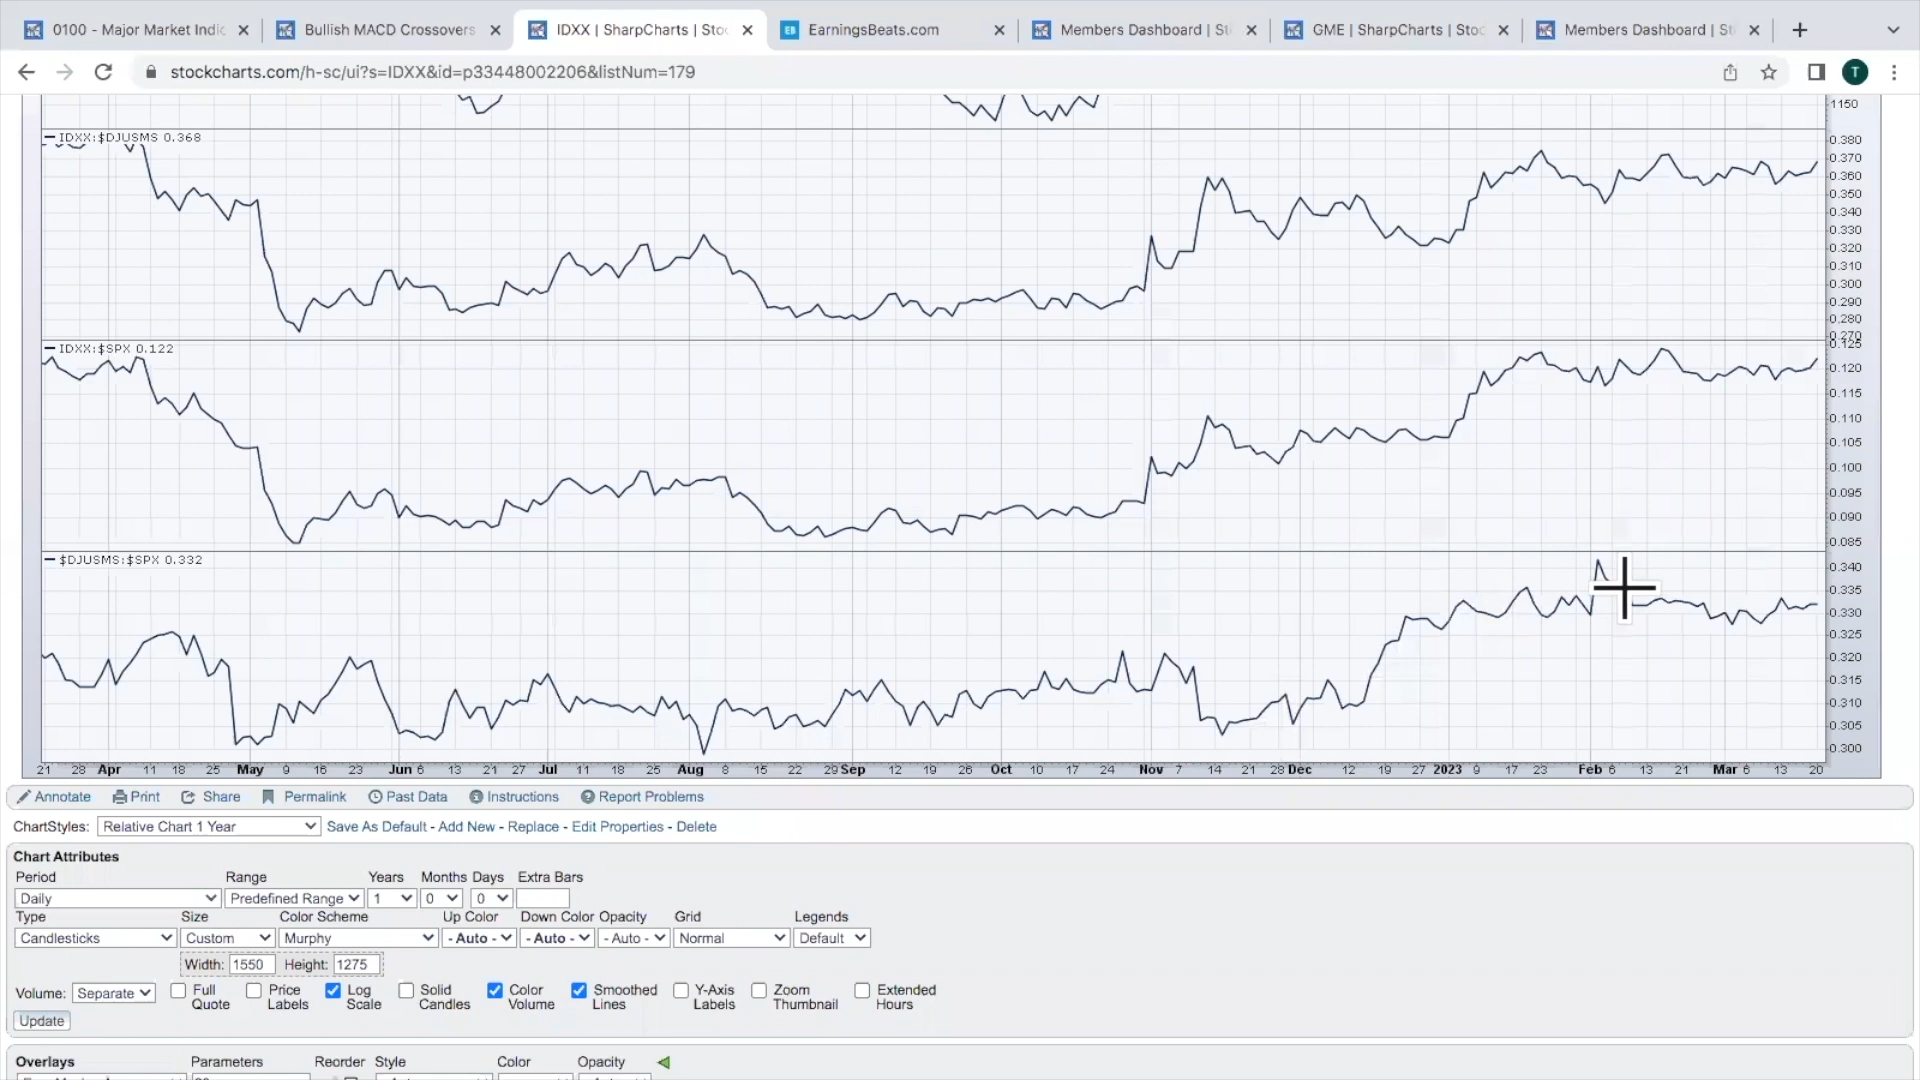 0100 - Major Market Indic
Bullish MACD Crossovers
IDXX | SharpCharts | Stoc
EarningsBeats.com
Members Dashboard | St
GME | SharpCharts | Stoc
Members Dashboard | St
stockcharts.com/h-sc/ui?s=IDXX&id=p33448002206&listNum=179
T
1150
IDXX:$DJUSMS 0.368
0.380
0.370
0.360
0.350
0.340
0.330
0.320
0.310
0.300
0.290
0.280
0.270
IDXX:$SPX 0.122
0.125
0.120
0.115
0.110
0.105
0.100
0.095
0.090
0.085
$DJUSMS:$SPX 0.332
0.340
0.335
0.330
0.325
0.320
0.315
0.310
0.305
0.300
21 28 Apr 11 18 25 May 9 16 23 Jun 6 13 21 27 Jul 11 18 25 Aug 8 15 22 29 Sep 12 19 26 Oct 10 17 24 Nov 7 14 21 28 Dec 12 19 27 2023 9 17 23 Feb 6 13 21 Mar 6 13 20
Annotate Print Share Permalink Past Data Instructions Report Problems
ChartStyles: Relative Chart 1 Year Save As Default - Add New - Replace - Edit Properties - Delete
Chart Attributes
Period Range Years Months Days Extra Bars
Daily Predefined Range 1 0 0
Type Size Color Scheme Up Color Down Color Opacity Grid Legends
Candlesticks Custom Murphy - Auto - - Auto - - Auto - Normal Default
Width: 1550 Height: 1275
Volume: Separate Full Quote Price Labels Log Scale Solid Candles Color Volume Smoothed Lines Y-Axis Labels Zoom Thumbnail Extended Hours
Update
Overlays Parameters Reorder Style Color Opacity